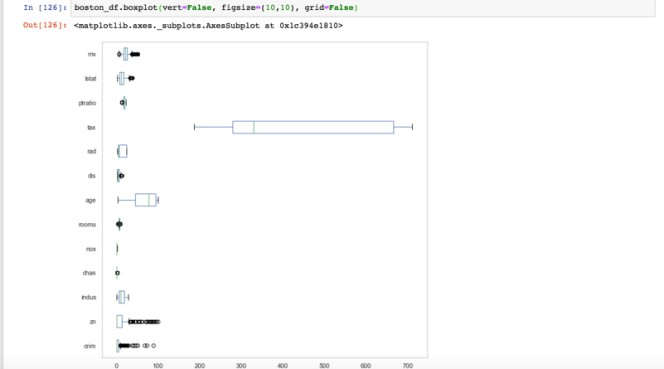 In [126]: boston_df.boxplot(vert=False, figsize=(10,10), grid=False)
Out[126]: <matplotlib.axes._subplots.AxesSubplot at 0x1c394e1810>
mv
lstat
ptratio
tax
rad
dis
age
rooms
nox
chas
indus
zn
crim
0 100 200 300 400 500 600 700